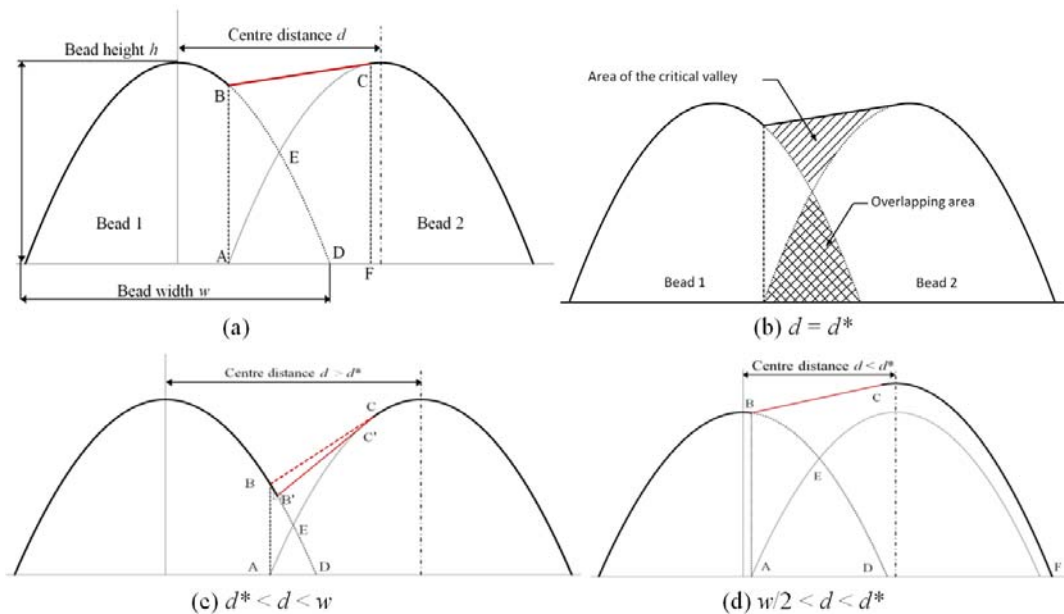 Bead height h
Centre distance d
B
C
E
Bead 1
Bead 2
A
D
F
Bead width w
(a)
Area of the critical valley
Overlapping area
Bead 1
Bead 2
(b) d = d*
Centre distance d > d*
C
C'
B
B'
E
A
D
(c) d* < d < w
Centre distance d < d*
B
C
E
A
D
F
(d) w/2 < d < d*